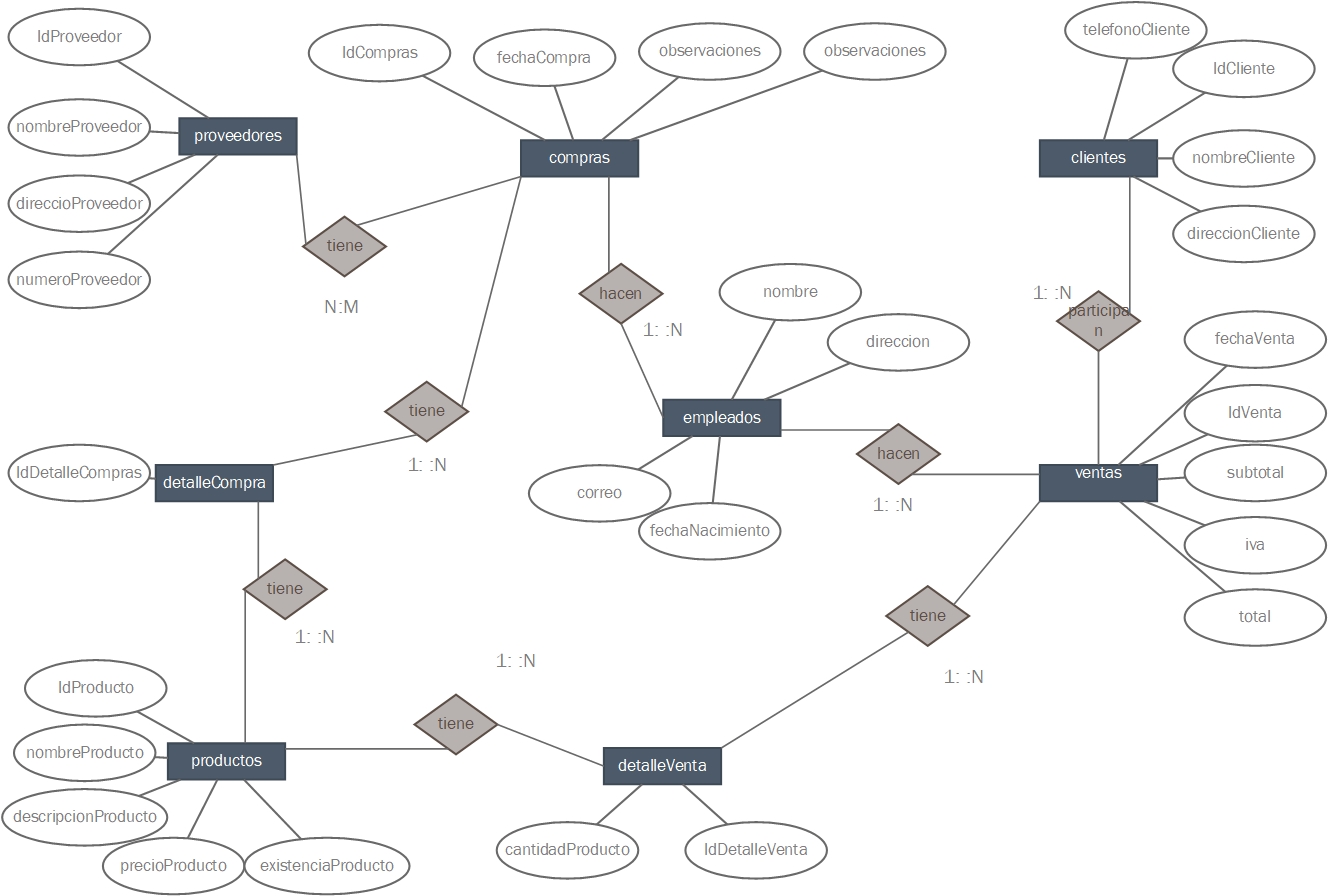 telefonoCliente
IdProveedor
IdCompras
fechaCompra
observaciones
observaciones
IdCliente
nombreProveedor
proveedores
compras
clientes
nombreCliente
direccioProveedor
direccionCliente
tiene
numeroProveedor
N:M
hacen
nombre
1: :N
participa
n
1: :N
direccion
fechaVenta
tiene
empleados
IdVenta
1: :N
hacen
IdDetalleCompras
detalleCompra
correo
ventas
subtotal
1: :N
fechaNacimiento
iva
tiene
1: :N
tiene
total
1: :N
1: :N
IdProducto
tiene
nombreProducto
productos
detalleVenta
descripcionProducto
precioProducto
existenciaProducto
cantidadProducto
IdDetalleVenta